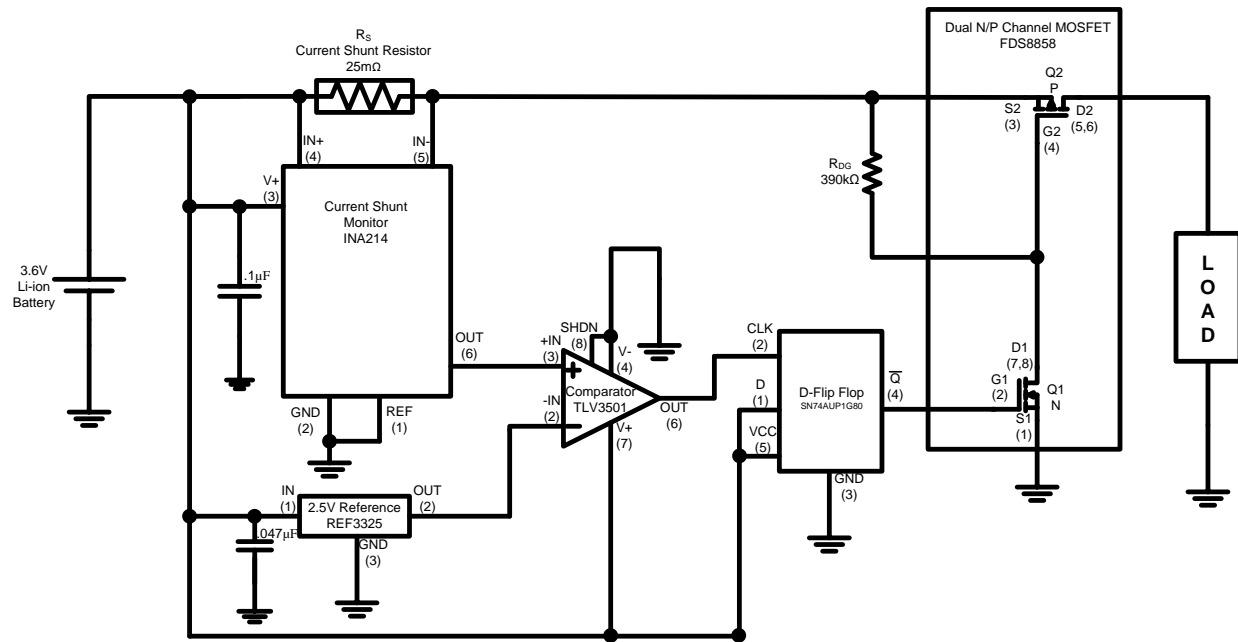 Dual N/P Channel MOSFET
FDS8858
RS
Current Shunt Resistor
25mΩ
Q2
P
S2
(3)
D2
(5,6)
G2
(4)
IN+
(4)
IN-
(5)
V+
(3)
Current Shunt
Monitor
INA214
RDG
390kΩ
3.6V
Li-ion
Battery
.1µF
L
O
A
D
OUT
(6)
+IN
(3)
SHDN
(8)
V-
(4)
CLK
(2)
D1
(7,8)
Comparator
TLV3501
D
(1)
D-Flip Flop
SN74AUP1G80
Q
(4)
G1
(2)
Q1
N
S1
(1)
GND
(2)
REF
(1)
-IN
(2)
OUT
(6)
V+
(7)
VCC
(5)
GND
(3)
IN
(1)
2.5V Reference
REF3325
OUT
(2)
.047µF
GND
(3)